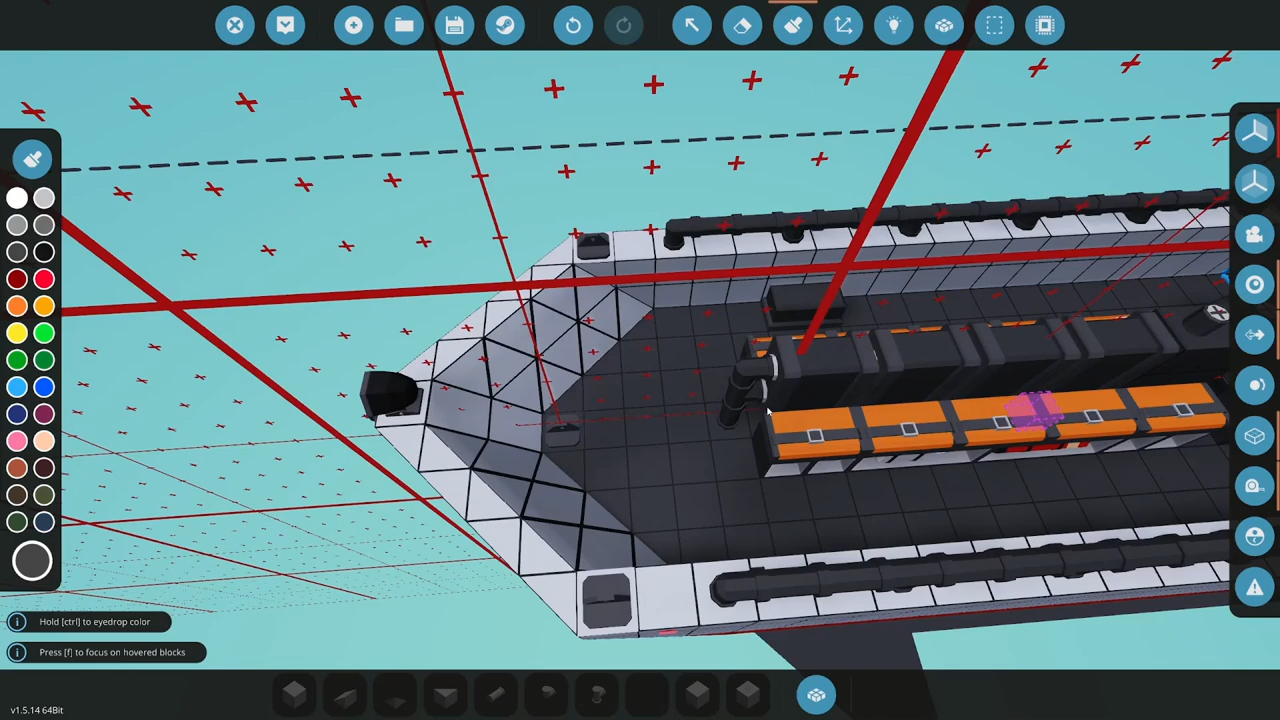 Hold [ctrl] to eyedrop color
Press [f] to focus on hovered blocks
v1.5.14 64Bit